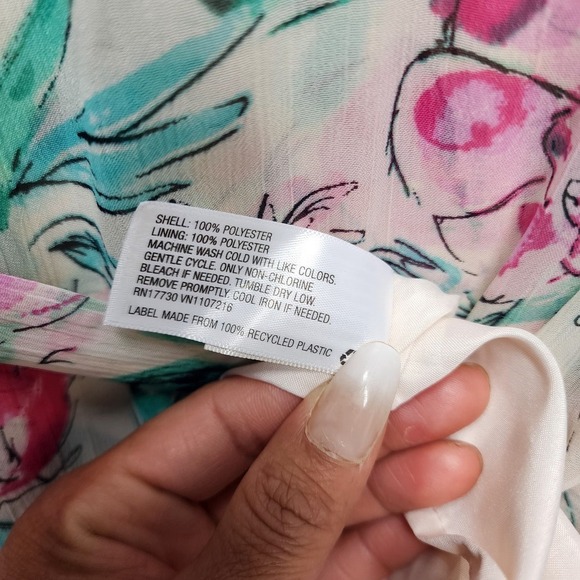 SHELL: 100% POLYESTER
LINING: 100% POLYESTER
MACHINE WASH COLD WITH LIKE COLORS.
GENTLE CYCLE. ONLY NON-CHLORINE
BLEACH IF NEEDED. TUMBLE DRY LOW.
REMOVE PROMPTLY. COOL IRON IF NEEDED.
RN17730 VN1107216
LABEL MADE FROM 100% RECYCLED PLASTIC